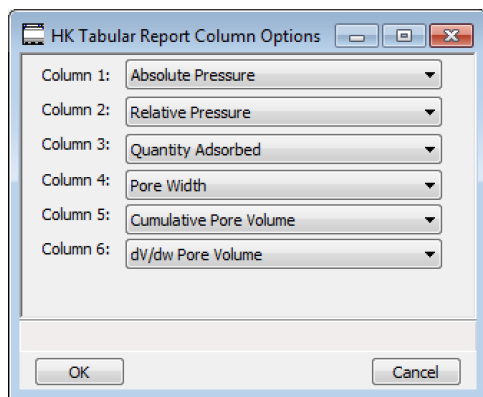 HK Tabular Report Column Options
Column 1: Absolute Pressure
Column 2: Relative Pressure
Column 3: Quantity Adsorbed
Column 4: Pore Width
Column 5: Cumulative Pore Volume
Column 6: dV/dw Pore Volume
OK Cancel